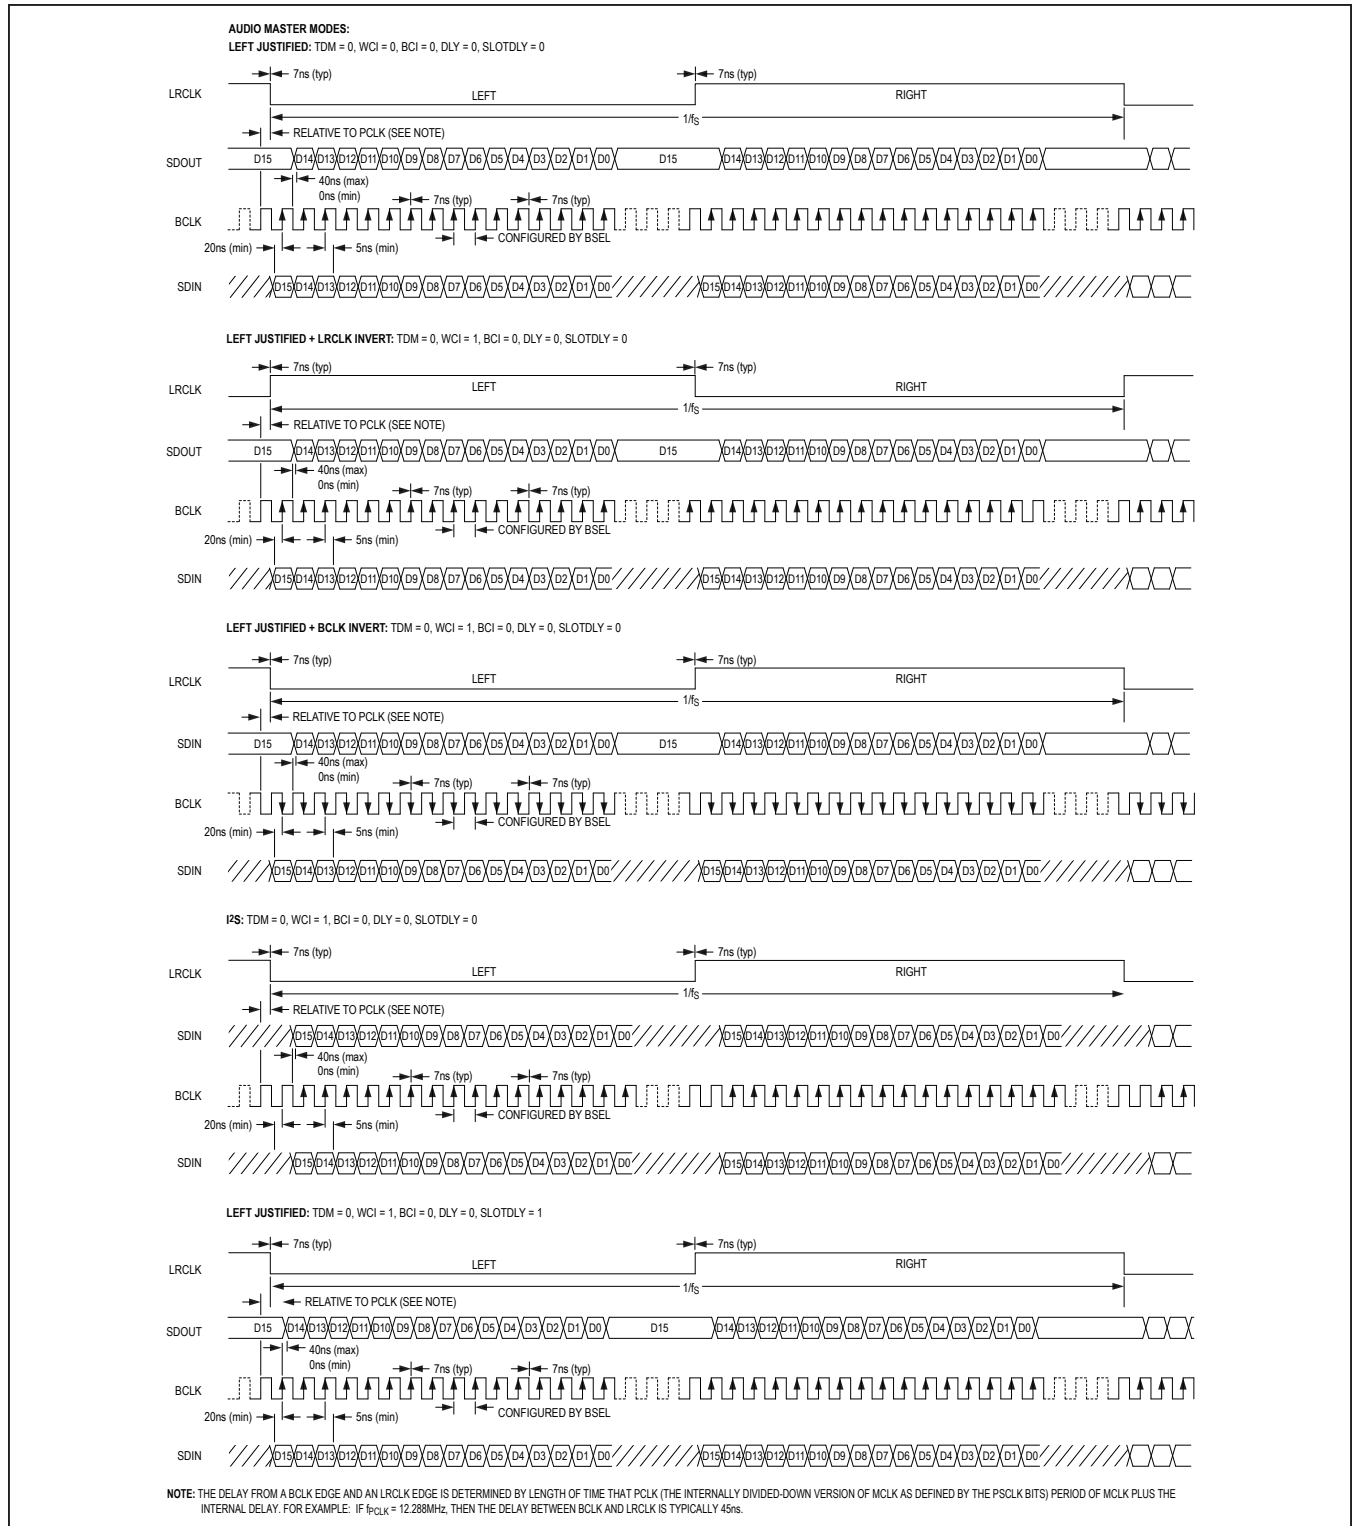 AUDIO MASTER MODES:
LEFT JUSTIFIED: TDM = 0, WCI = 0, BCI = 0, DLY = 0, SLOTDLY = 0
7ns (typ) 7ns (typ)
LRCLK LEFT RIGHT
1/fS
RELATIVE TO PCLK (SEE NOTE)
SDOUT D15 D14 D13 D12 D11 D10 D9 D8 D7 D6 D5 D4 D3 D2 D1 D0 D15 D14 D13 D12 D11 D10 D9 D8 D7 D6 D5 D4 D3 D2 D1 D0
40ns (max)
0ns (min) 7ns (typ) 7ns (typ)
BCLK
CONFIGURED BY BSEL
20ns (min) 5ns (min)
SDIN D15 D14 D13 D12 D11 D10 D9 D8 D7 D6 D5 D4 D3 D2 D1 D0 D15 D14 D13 D12 D11 D10 D9 D8 D7 D6 D5 D4 D3 D2 D1 D0
LEFT JUSTIFIED + LRCLK INVERT: TDM = 0, WCI = 1, BCI = 0, DLY = 0, SLOTDLY = 0
7ns (typ) 7ns (typ)
LRCLK LEFT RIGHT
1/fS
RELATIVE TO PCLK (SEE NOTE)
SDOUT D15 D14 D13 D12 D11 D10 D9 D8 D7 D6 D5 D4 D3 D2 D1 D0 D15 D14 D13 D12 D11 D10 D9 D8 D7 D6 D5 D4 D3 D2 D1 D0
40ns (max)
0ns (min) 7ns (typ) 7ns (typ)
BCLK
CONFIGURED BY BSEL
20ns (min) 5ns (min)
SDIN D15 D14 D13 D12 D11 D10 D9 D8 D7 D6 D5 D4 D3 D2 D1 D0 D15 D14 D13 D12 D11 D10 D9 D8 D7 D6 D5 D4 D3 D2 D1 D0
LEFT JUSTIFIED + BCLK INVERT: TDM = 0, WCI = 1, BCI = 0, DLY = 0, SLOTDLY = 0
7ns (typ) 7ns (typ)
LRCLK LEFT RIGHT
1/fS
RELATIVE TO PCLK (SEE NOTE)
SDIN D15 D14 D13 D12 D11 D10 D9 D8 D7 D6 D5 D4 D3 D2 D1 D0 D15 D14 D13 D12 D11 D10 D9 D8 D7 D6 D5 D4 D3 D2 D1 D0
40ns (max)
0ns (min) 7ns (typ) 7ns (typ)
BCLK
CONFIGURED BY BSEL
20ns (min) 5ns (min)
SDIN D15 D14 D13 D12 D11 D10 D9 D8 D7 D6 D5 D4 D3 D2 D1 D0 D15 D14 D13 D12 D11 D10 D9 D8 D7 D6 D5 D4 D3 D2 D1 D0
I2S: TDM = 0, WCI = 1, BCI = 0, DLY = 0, SLOTDLY = 0
7ns (typ) 7ns (typ)
LRCLK LEFT RIGHT
1/fS
RELATIVE TO PCLK (SEE NOTE)
SDIN D15 D14 D13 D12 D11 D10 D9 D8 D7 D6 D5 D4 D3 D2 D1 D0 D15 D14 D13 D12 D11 D10 D9 D8 D7 D6 D5 D4 D3 D2 D1 D0
40ns (max)
0ns (min) 7ns (typ) 7ns (typ)
BCLK
CONFIGURED BY BSEL
20ns (min) 5ns (min)
SDIN D15 D14 D13 D12 D11 D10 D9 D8 D7 D6 D5 D4 D3 D2 D1 D0 D15 D14 D13 D12 D11 D10 D9 D8 D7 D6 D5 D4 D3 D2 D1 D0
LEFT JUSTIFIED: TDM = 0, WCI = 1, BCI = 0, DLY = 0, SLOTDLY = 1
7ns (typ) 7ns (typ)
LRCLK LEFT RIGHT
1/fS
RELATIVE TO PCLK (SEE NOTE)
SDOUT D15 D14 D13 D12 D11 D10 D9 D8 D7 D6 D5 D4 D3 D2 D1 D0 D15 D14 D13 D12 D11 D10 D9 D8 D7 D6 D5 D4 D3 D2 D1 D0
40ns (max)
0ns (min) 7ns (typ) 7ns (typ)
BCLK
CONFIGURED BY BSEL
20ns (min) 5ns (min)
SDIN D15 D14 D13 D12 D11 D10 D9 D8 D7 D6 D5 D4 D3 D2 D1 D0 D15 D14 D13 D12 D11 D10 D9 D8 D7 D6 D5 D4 D3 D2 D1 D0
NOTE: THE DELAY FROM A BCLK EDGE AND AN LRCLK EDGE IS DETERMINED BY LENGTH OF TIME THAT PCLK (THE INTERNALLY DIVIDED-DOWN VERSION OF MCLK AS DEFINED BY THE PSCLK BITS) PERIOD OF MCLK PLUS THE
INTERNAL DELAY. FOR EXAMPLE: IF fPCLK = 12.288MHz, THEN THE DELAY BETWEEN BCLK AND LRCLK IS TYPICALLY 45ns.